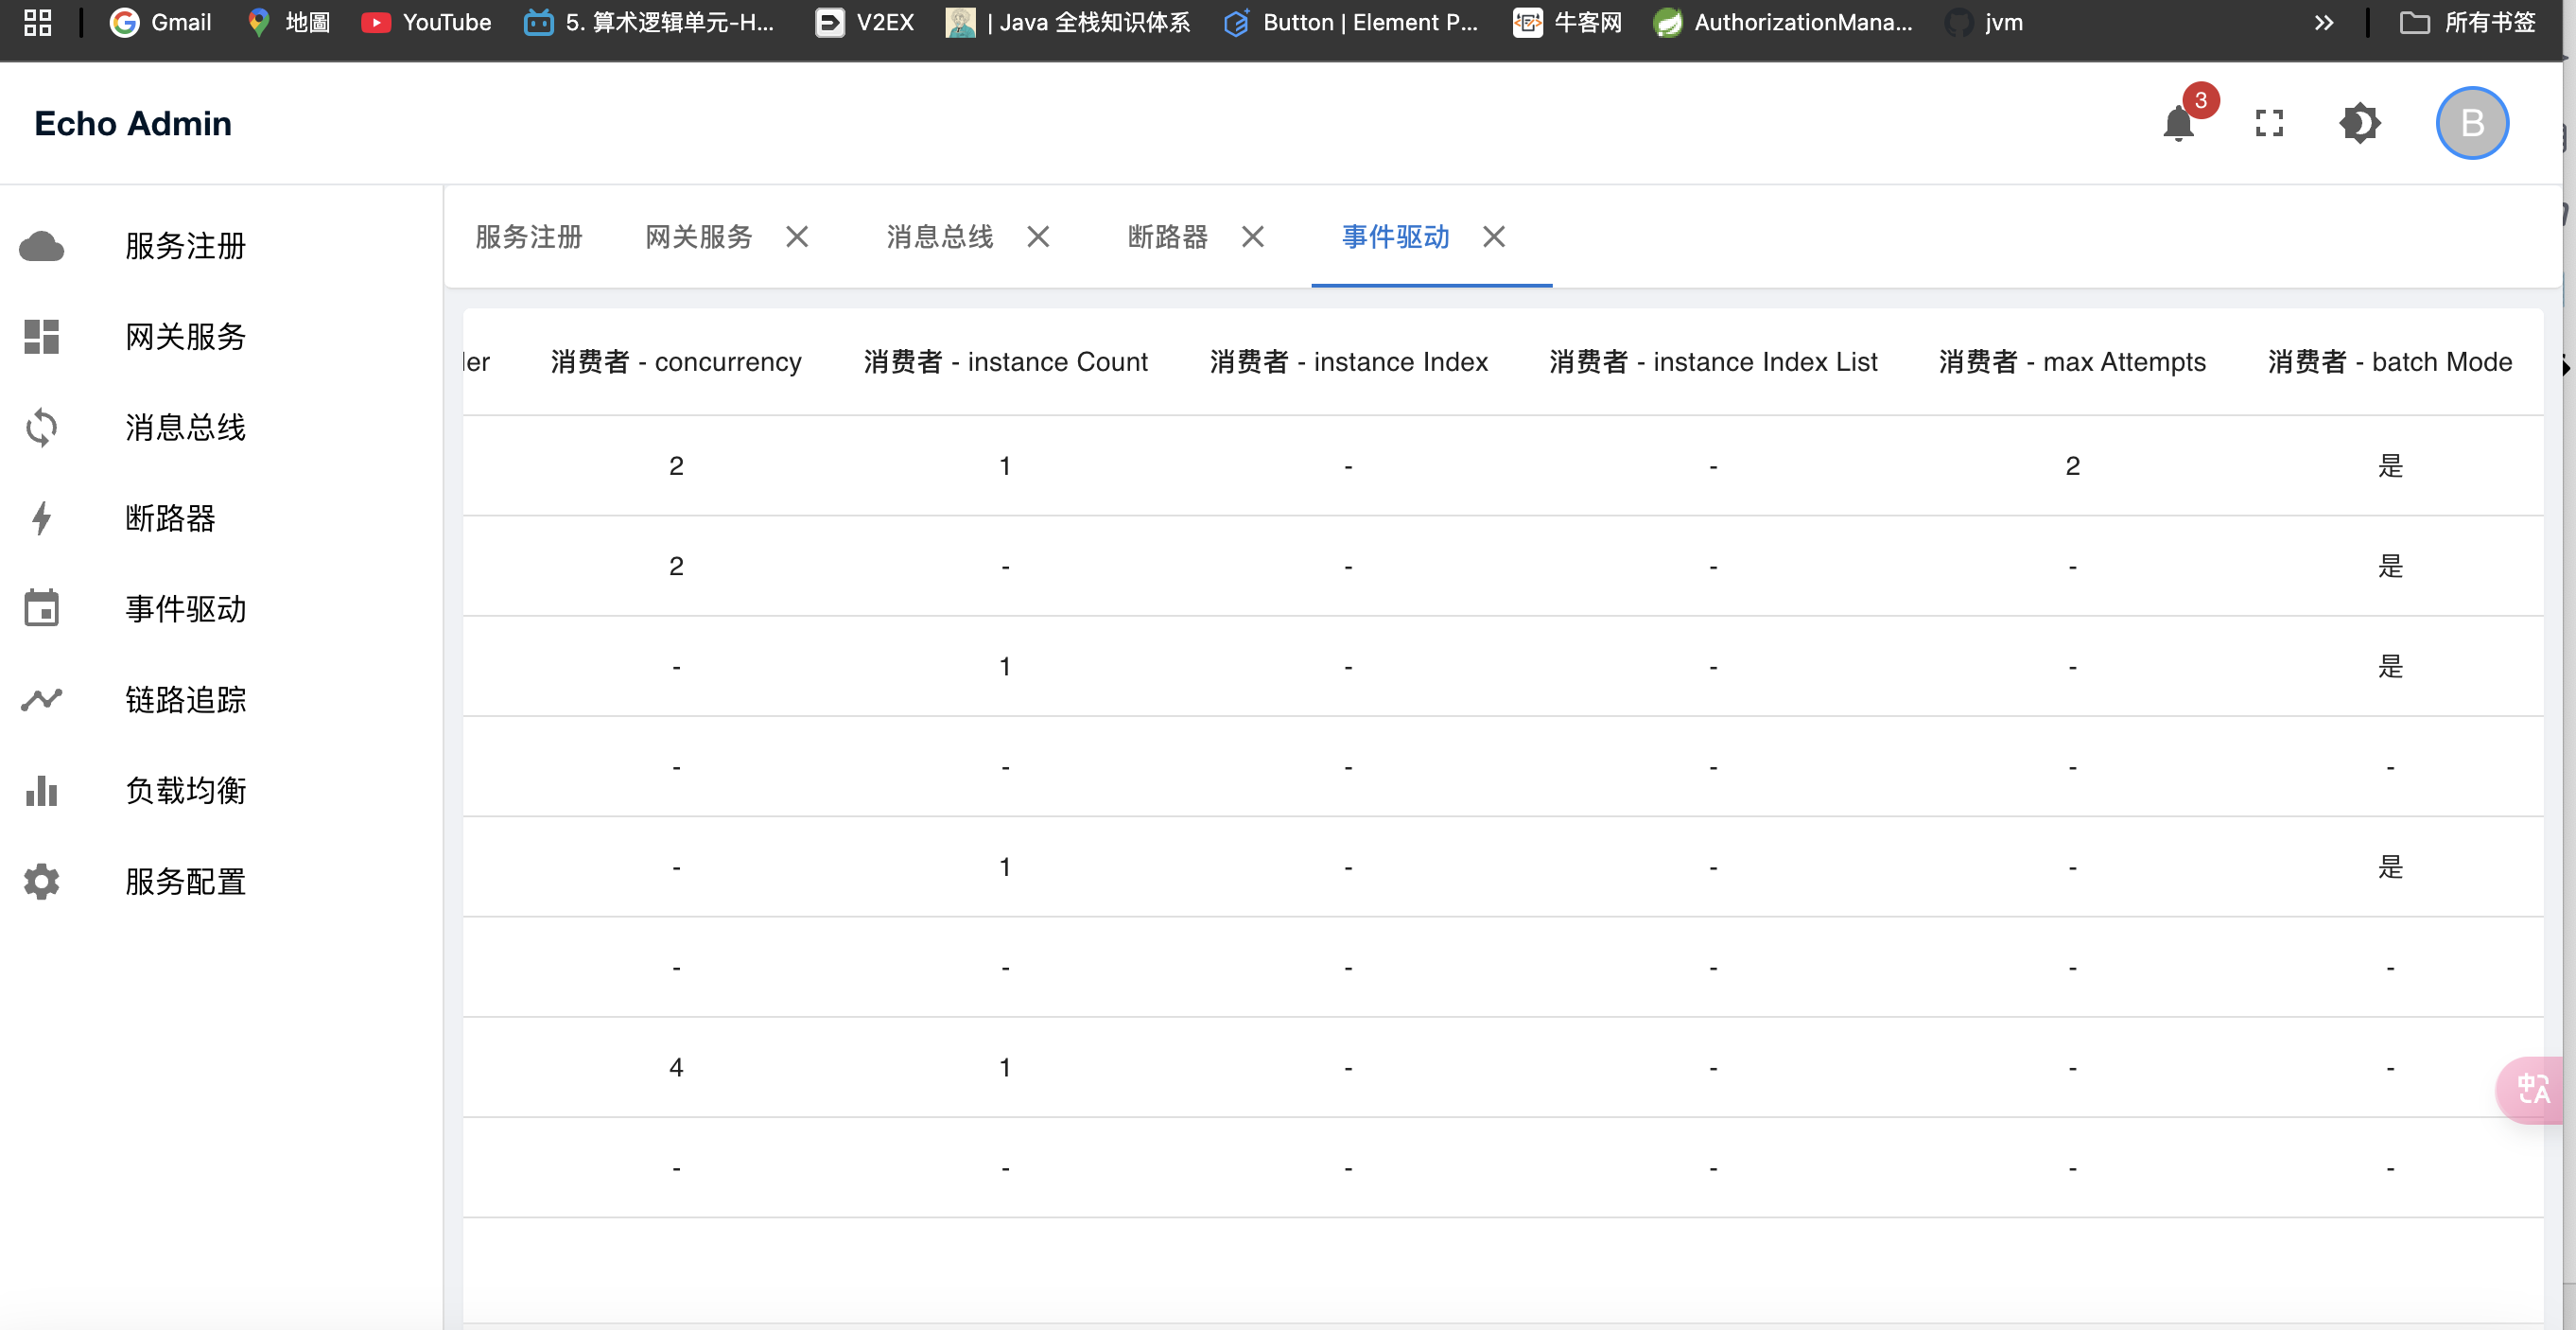 Gmail 地圖 YouTube 5. 算术逻辑单元-H... V2EX | Java 全栈知识体系 Button | Element P... 牛客网 AuthorizationMana... jvm 所有书签
Echo Admin 3 B
服务注册
网关服务
消息总线
断路器
事件驱动
链路追踪
负载均衡
服务配置
服务注册 网关服务 消息总线 断路器 事件驱动
ler 消费者 - concurrency 消费者 - instance Count 消费者 - instance Index 消费者 - instance Index List 消费者 - max Attempts 消费者 - batch Mode
2 1 - - 2 是
2 - - - - 是
- 1 - - - 是
- - - - - -
- 1 - - - 是
- - - - - -
4 1 - - - -
- - - - - -
中 A